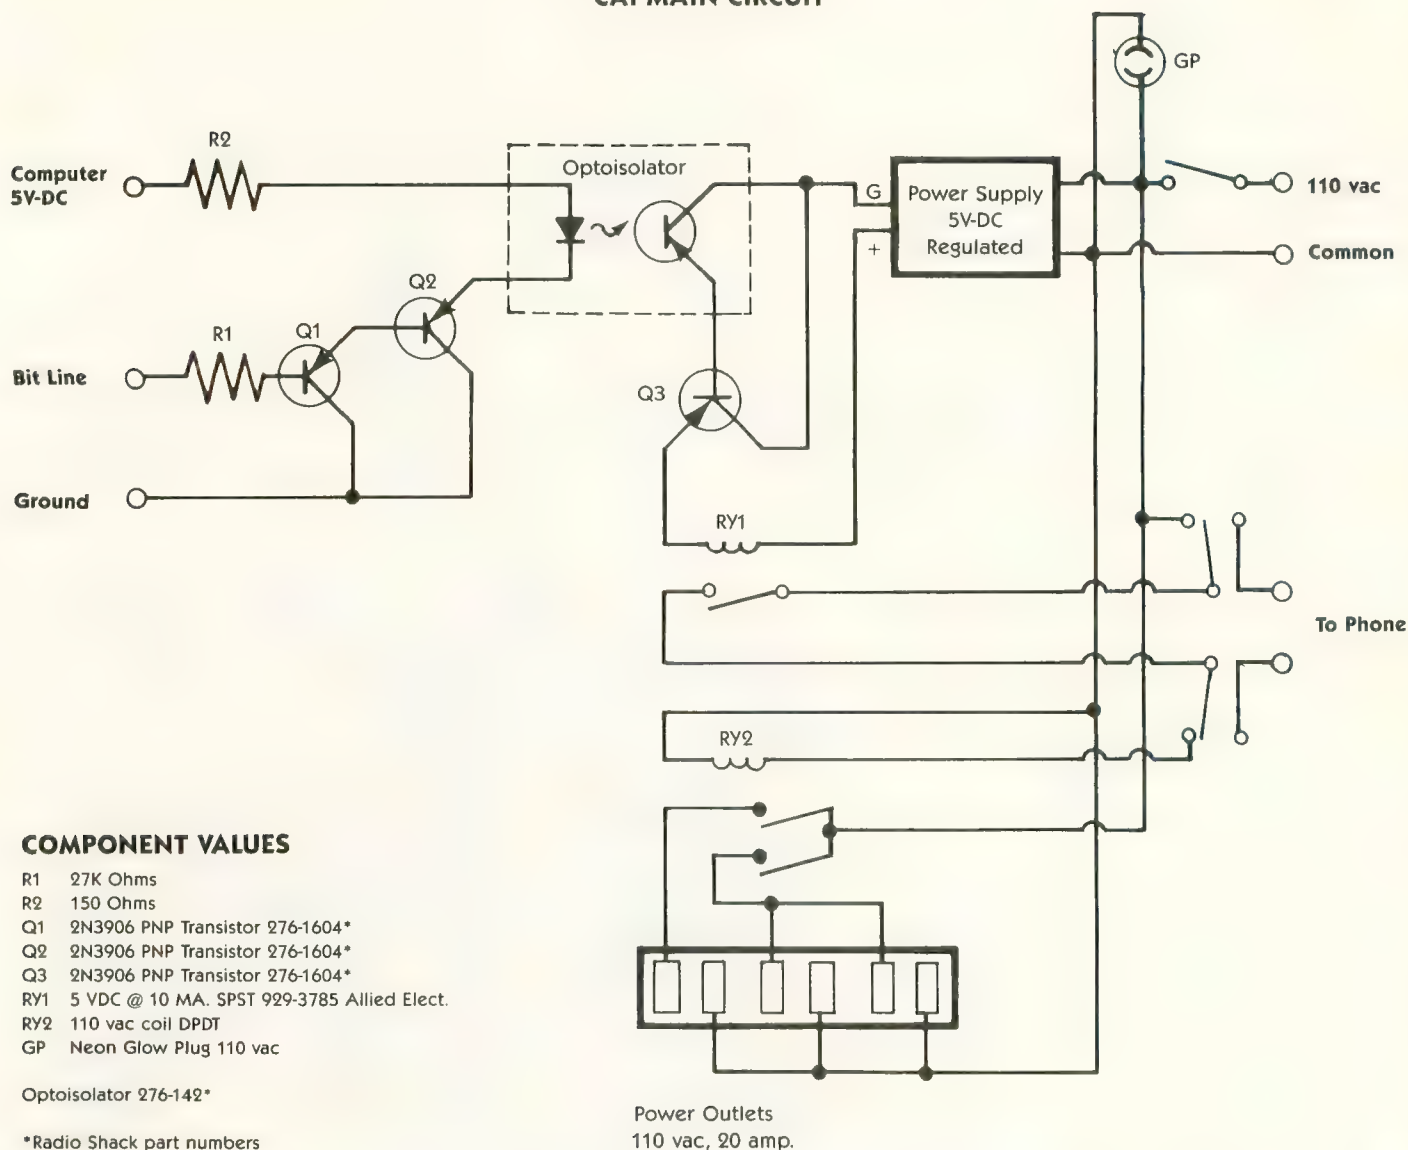 CAT MAIN CIRCUIT
GP
R2
Computer
5V-DC
Optoisolator
G
+
Power Supply
5V-DC
Regulated
110 vac
Common
Q2
R1
Q1
Bit Line
Q3
Ground
RY1
To Phone
RY2
COMPONENT VALUES
R1 27K Ohms
R2 150 Ohms
Q1 2N3906 PNP Transistor 276-1604*
Q2 2N3906 PNP Transistor 276-1604*
Q3 2N3906 PNP Transistor 276-1604*
RY1 5 VDC @ 10 MA. SPST 929-3785 Allied Elect.
RY2 110 vac coil DPDT
GP Neon Glow Plug 110 vac
Optoisolator 276-142*
*Radio Shack part numbers
Power Outlets
110 vac, 20 amp.